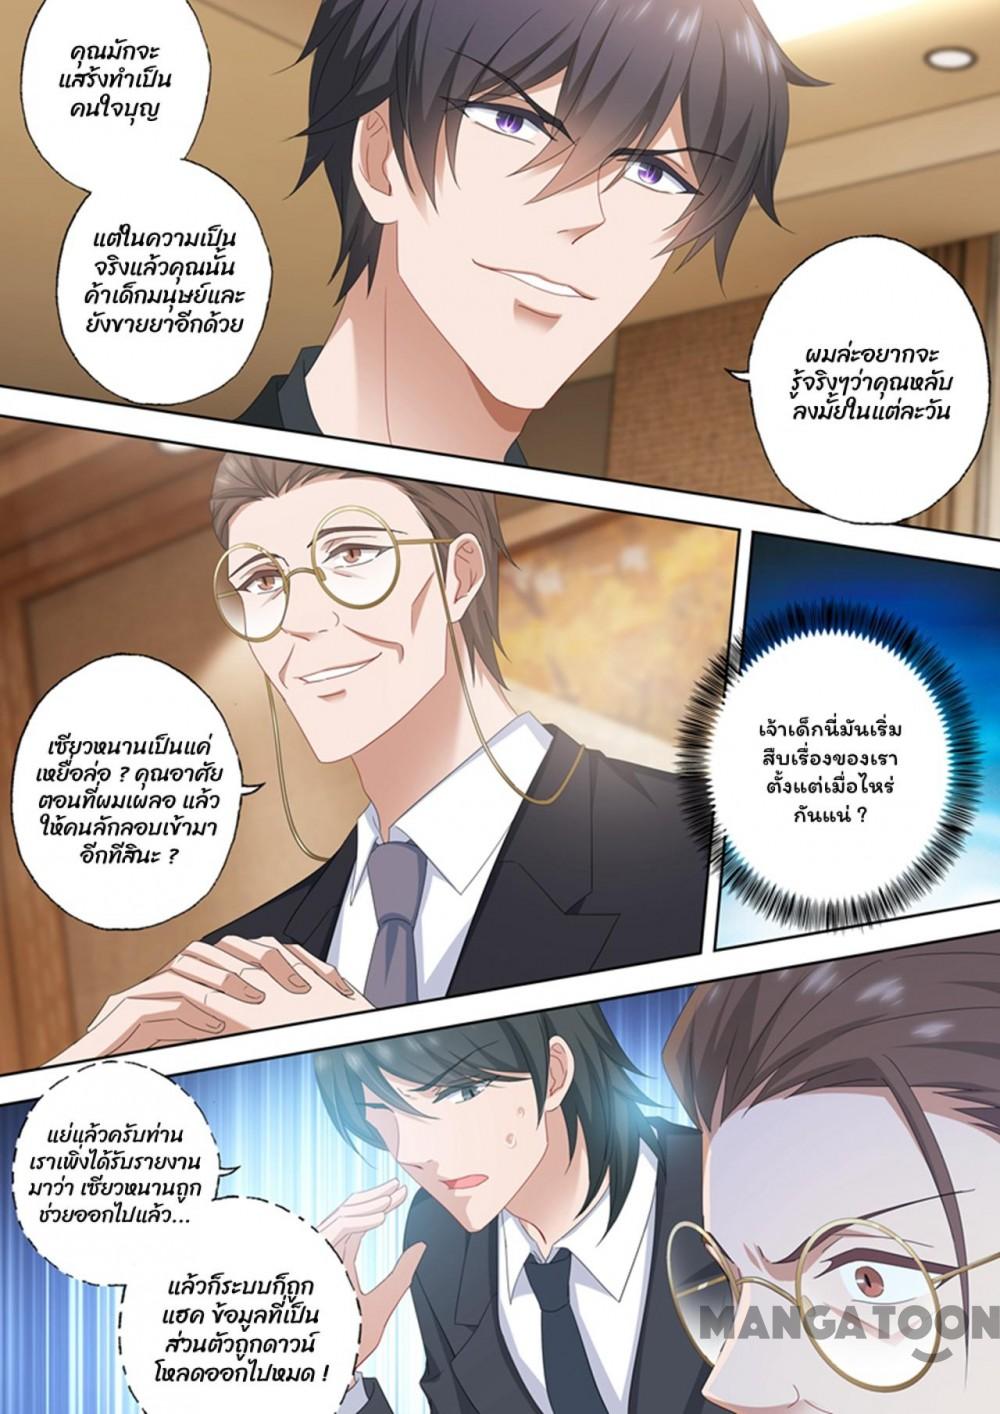 คุณมักจะ
แสร้งทำเป็น
คนใจบุญ
แต่ในความเป็น
จริงแล้วคุณนั้น
ค้าเด็กมนุษย์และ
ยังขายยาอีกด้วย
ผมล่ะอยากจะ
รู้จริงๆว่าคุณหลับ
ลงมั้ยในแต่ละวัน
เซียวหนานเป็นแค่
เหยื่อล่อ ? คุณอาศัย
ตอนที่ผมเผลอ แล้ว
ให้คนลักลอบเข้ามา
อีกทีสินะ ?
เจ้าเด็กนี่มันเริ่ม
สืบเรื่องของเรา
ตั้งแต่เมื่อไหร่
กันแน่ ?
แย่แล้วครับท่าน
เราเพิ่งได้รับรายงาน
มาว่า เซียวหนานถูก
ช่วยออกไปแล้ว...
แล้วก็ระบบก็ถูก
แฮค ข้อมูลที่เป็น
ส่วนตัวถูกดาวน์
โหลดออกไปหมด !
MANGATOON